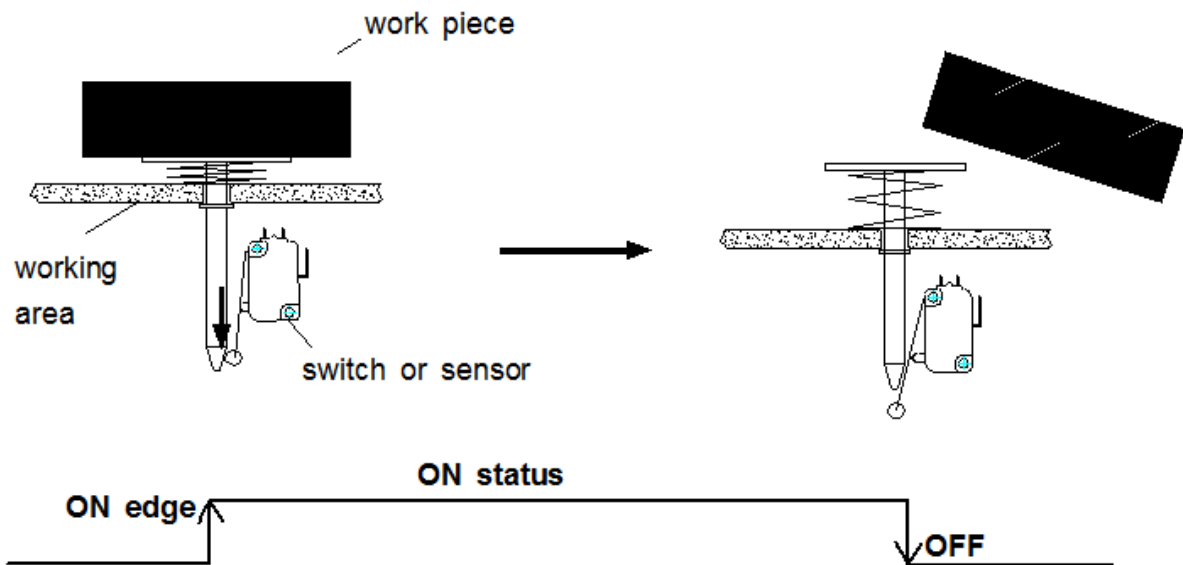 work piece
working
area
switch or sensor
ON status
ON edge
OFF